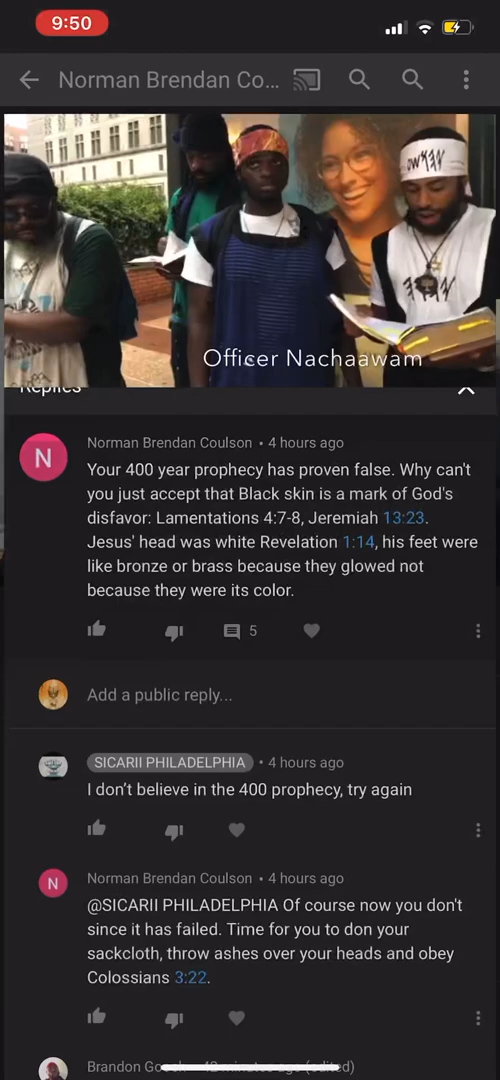 9:50
Norman Brendan Co...
Officer Nachaawam
Replies
N
Norman Brendan Coulson • 4 hours ago
Your 400 year prophecy has proven false. Why can't
you just accept that Black skin is a mark of God's
disfavor: Lamentations 4:7-8, Jeremiah 13:23.
Jesus' head was white Revelation 1:14, his feet were
like bronze or brass because they glowed not
because they were its color.
5
Add a public reply...
SICARII PHILADELPHIA • 4 hours ago
I don’t believe in the 400 prophecy, try again
N
Norman Brendan Coulson • 4 hours ago
@SICARII PHILADELPHIA Of course now you don't
since it has failed. Time for you to don your
sackcloth, throw ashes over your heads and obey
Colossians 3:22.
Brandon Gooch • 42 minutes ago (edited)